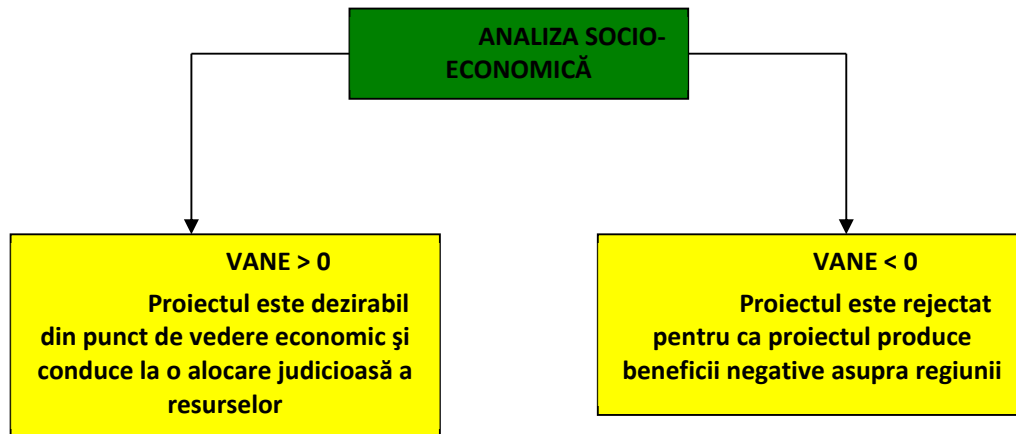 ANALIZA SOCIO-
ECONOMICĂ
VANE > 0
Proiectul este dezirabil
din punct de vedere economic şi
conduce la o alocare judicioasă a
resurselor
VANE < 0
Proiectul este rejectat
pentru ca proiectul produce
beneficii negative asupra regiunii